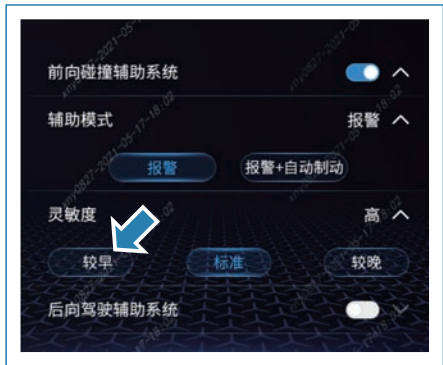 前向碰撞辅助系统
辅助模式 报警
报警 报警+自动制动
灵敏度 高
较早 标准 较晚
后向驾驶辅助系统